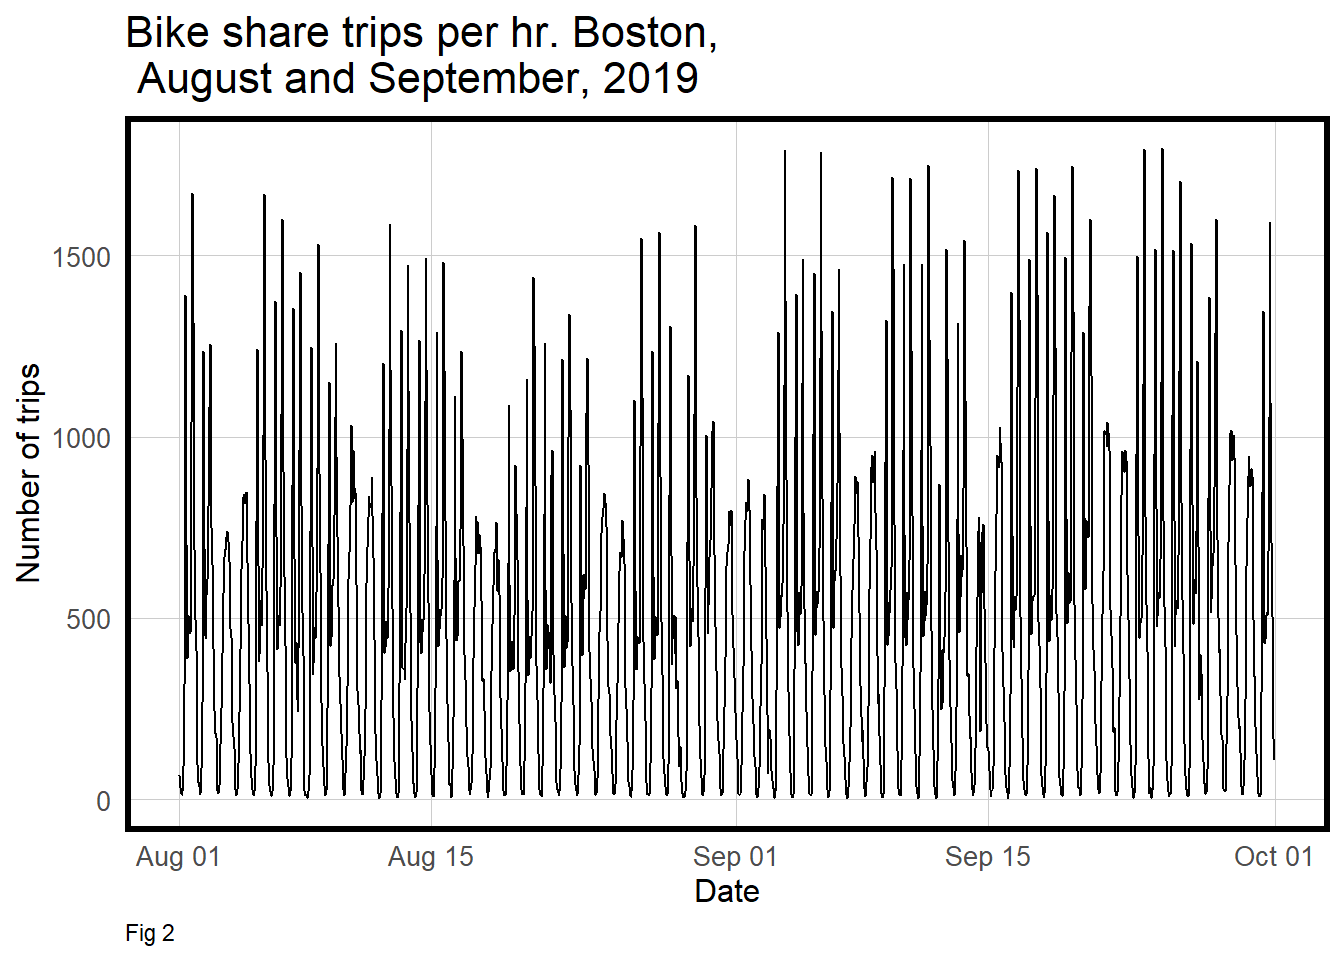 Bike share trips per hr. Boston,
August and September, 2019
Number of trips
1500
1000
500
0
Aug 01
Aug 15
Sep 01
Sep 15
Oct 01
Date
Fig 2